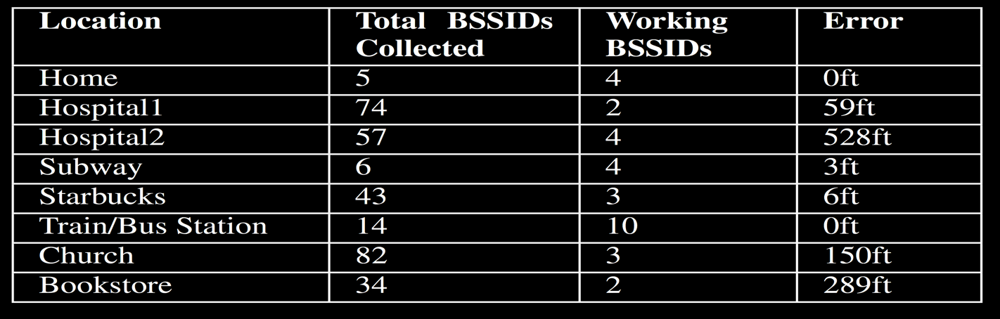 Location Total BSSIDs Collected Working BSSIDs Error
Home 5 4 0ft
Hospital1 74 2 59ft
Hospital2 57 4 528ft
Subway 6 4 3ft
Starbucks 43 3 6ft
Train/Bus Station 14 10 0ft
Church 82 3 150ft
Bookstore 34 2 289ft